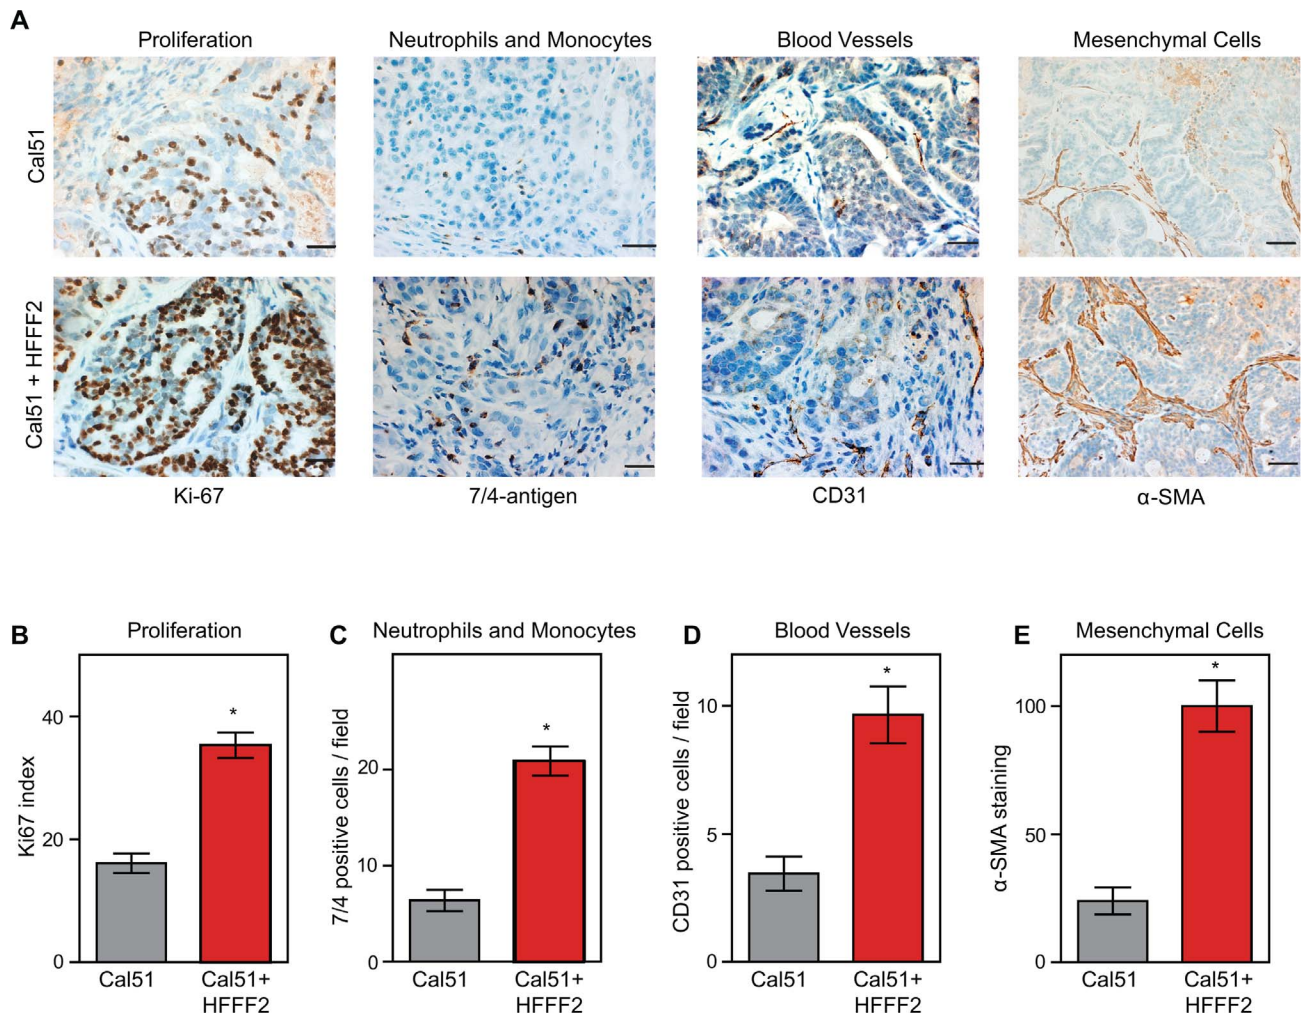 A
Proliferation
Neutrophils and Monocytes
Blood Vessels
Mesenchymal Cells
Cal51
Cal51 + HFFF2
Ki-67
7/4-antigen
CD31
α-SMA
B
Proliferation
Ki67 index
40
20
0
*
Cal51
Cal51+
HFFF2
C
Neutrophils and Monocytes
7/4 positive cells / field
20
10
0
*
Cal51
Cal51+
HFFF2
D
Blood Vessels
CD31 positive cells / field
10
5
0
*
Cal51
Cal51+
HFFF2
E
Mesenchymal Cells
α-SMA staining
100
50
0
*
Cal51
Cal51+
HFFF2